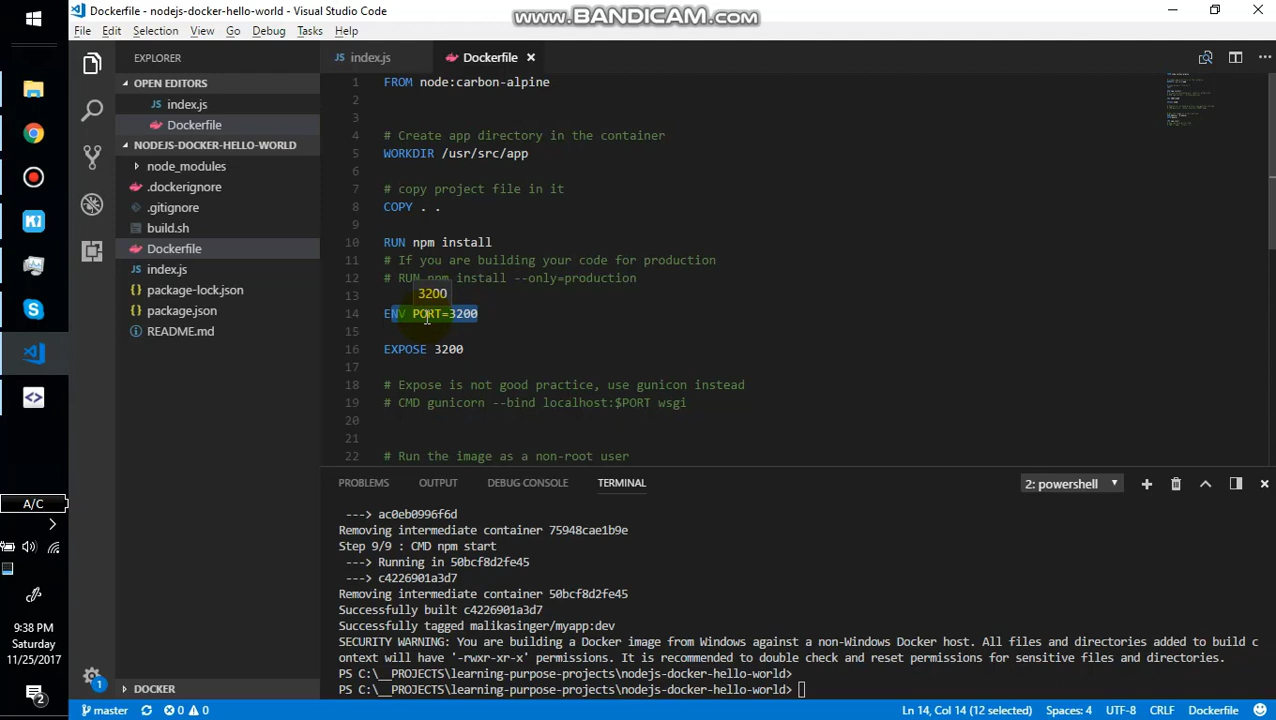 Dockerfile - nodejs-docker-hello-world - Visual Studio Code
www.BANDICAM.com
File Edit Selection View Go Debug Tasks Help
EXPLORER
OPEN EDITORS
JS index.js
Dockerfile
NODEJS-DOCKER-HELLO-WORLD
node_modules
.dockerignore
.gitignore
build.sh
Dockerfile
JS index.js
{} package-lock.json
{} package.json
README.md
DOCKER
JS index.js
Dockerfile
1 FROM node:carbon-alpine
2
3
4 # Create app directory in the container
5 WORKDIR /usr/src/app
6
7 # copy project file in it
8 COPY . .
9
10 RUN npm install
11 # If you are building your code for production
12 # RUN npm install --only=production
3200
13
14 ENV PORT=3200
15
16 EXPOSE 3200
17
18 # Expose is not good practice, use gunicon instead
19 # CMD gunicorn --bind localhost:$PORT wsgi
20
21
22 # Run the image as a non-root user
PROBLEMS OUTPUT DEBUG CONSOLE TERMINAL
2: powershell
---> ac0eb0996f6d
Removing intermediate container 75948cae1b9e
Step 9/9 : CMD npm start
---> Running in 50bcf8d2fe45
---> c4226901a3d7
Removing intermediate container 50bcf8d2fe45
Successfully built c4226901a3d7
Successfully tagged malikasinger/myapp:dev
SECURITY WARNING: You are building a Docker image from Windows against a non-Windows Docker host. All files and directories added to build c
ontext will have '-rwxr-xr-x' permissions. It is recommended to double check and reset permissions for sensitive files and directories.
PS C:\__PROJECTS\learning-purpose-projects\nodejs-docker-hello-world>
PS C:\__PROJECTS\learning-purpose-projects\nodejs-docker-hello-world>
A/C
9:38 PM
Saturday
11/25/2017
2
1
master
0 0
Ln 14, Col 14 (12 selected)
Spaces: 4
UTF-8
CRLF
Dockerfile